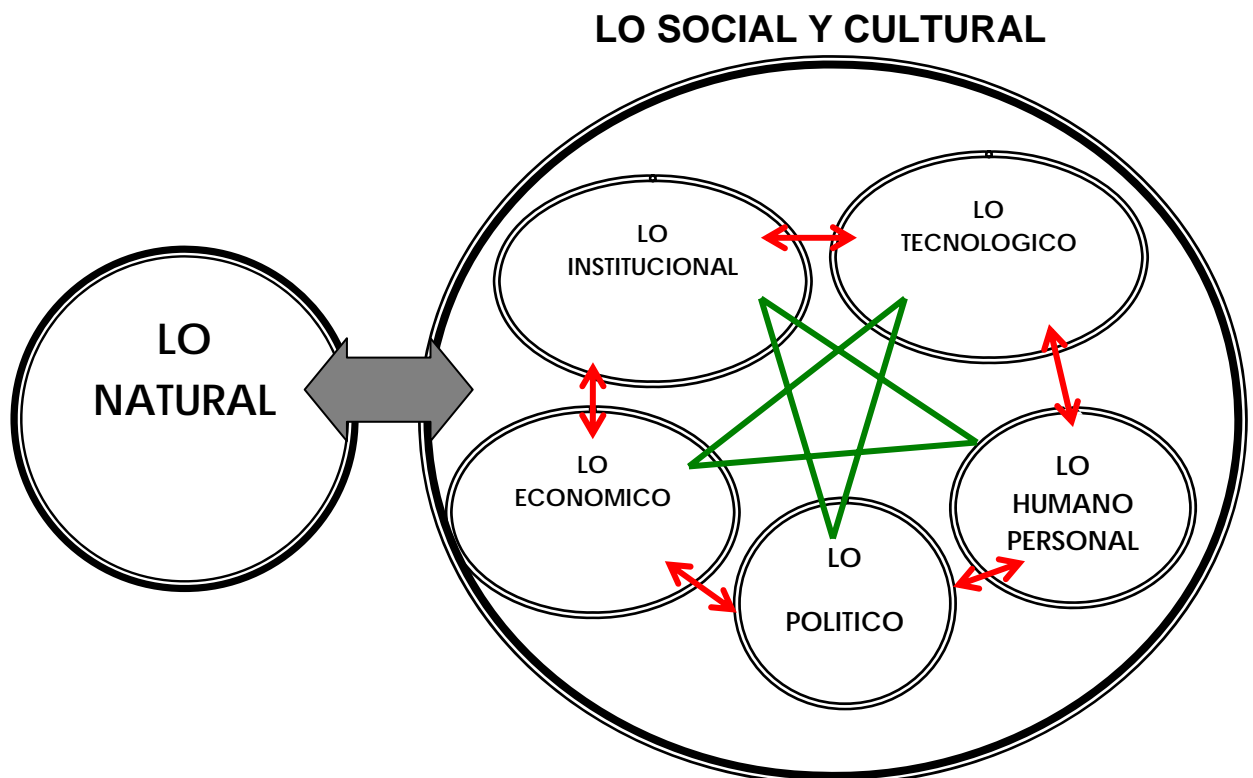 LO SOCIAL Y CULTURAL
LO
NATURAL
LO
INSTITUCIONAL
LO
TECNOLOGICO
LO
ECONOMICO
LO
POLITICO
LO
HUMANO
PERSONAL